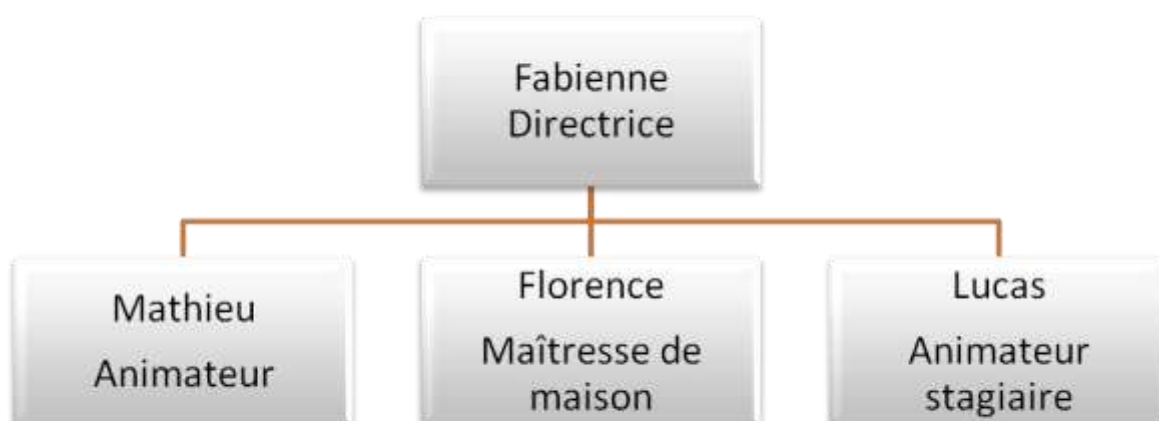 Fabienne
Directrice
Mathieu
Animateur
Florence
Maîtresse de
maison
Lucas
Animateur
stagiaire